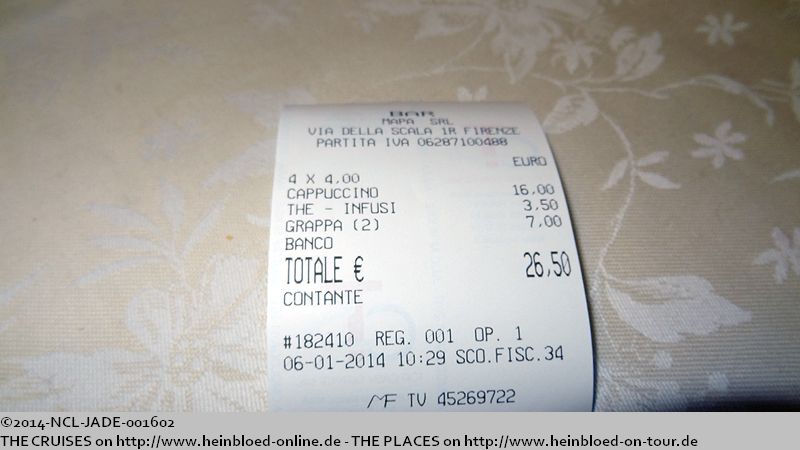 BAR
MAPA SRL
VIA DELLA SCALA 1R FIRENZE
PARTITA IVA 06287100488
EURO
4 X 4,00
CAPPUCCINO 16,00
THE - INFUSI 3,50
GRAPPA (2) 7,00
BANCO
TOTALE € 26,50
CONTANTE
#182410 REG. 001 OP. 1
06-01-2014 10:29 SCO.FISC.34
MF TV 45269722
©2014-NCL-JADE-001602
THE CRUISES on http://www.heinbloed-online.de - THE PLACES on http://www.heinbloed-on-tour.de